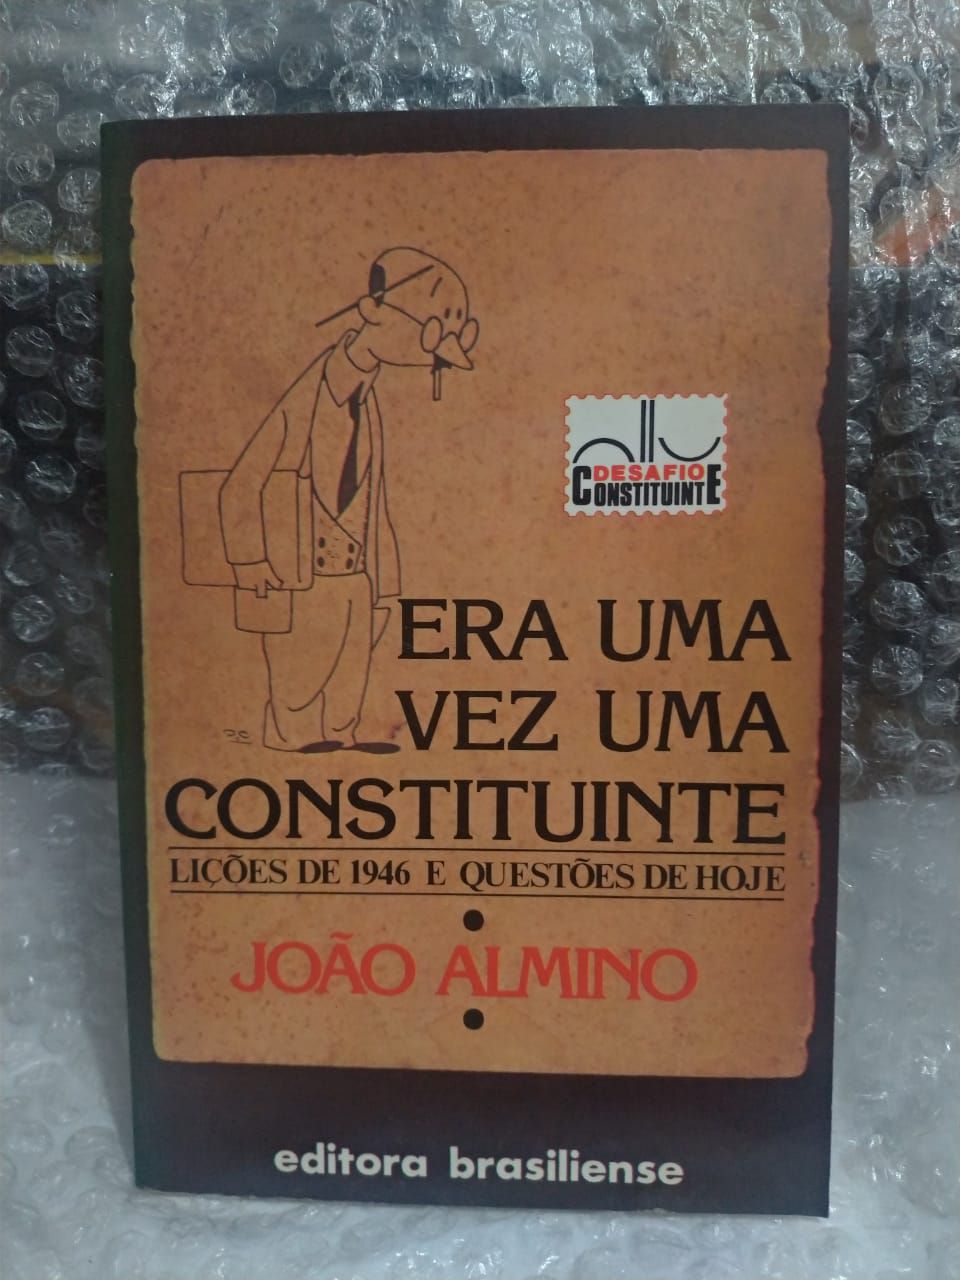 DESAFIO
CONSTITUINTE
ERA UMA
VEZ UMA
CONSTITUINTE
LIÇÕES DE 1946 E QUESTÕES DE HOJE
JOÃO ALMINO
editora brasiliense